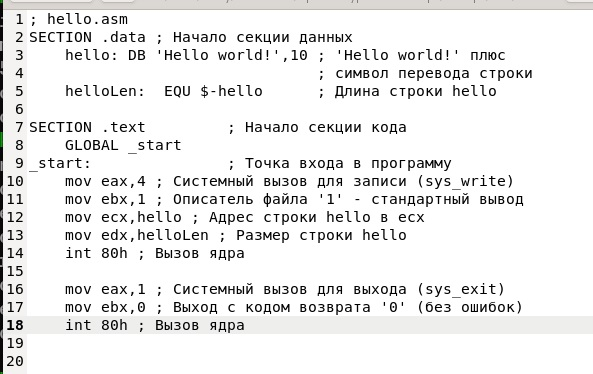 1 ; hello.asm
2 SECTION .data ; Начало секции данных
3     hello: DB 'Hello world!',10 ; 'Hello world!' плюс
4                                 ; символ перевода строки
5     helloLen:  EQU $-hello      ; Длина строки hello
6
7 SECTION .text         ; Начало секции кода
8     GLOBAL _start
9 _start:               ; Точка входа в программу
10     mov eax,4 ; Системный вызов для записи (sys_write)
11     mov ebx,1 ; Описатель файла '1' - стандартный вывод
12     mov ecx,hello ; Адрес строки hello в ecx
13     mov edx,helloLen ; Размер строки hello
14     int 80h ; Вызов ядра
15
16     mov eax,1 ; Системный вызов для выхода (sys_exit)
17     mov ebx,0 ; Выход с кодом возврата '0' (без ошибок)
18     int 80h ; Вызов ядра
19
20